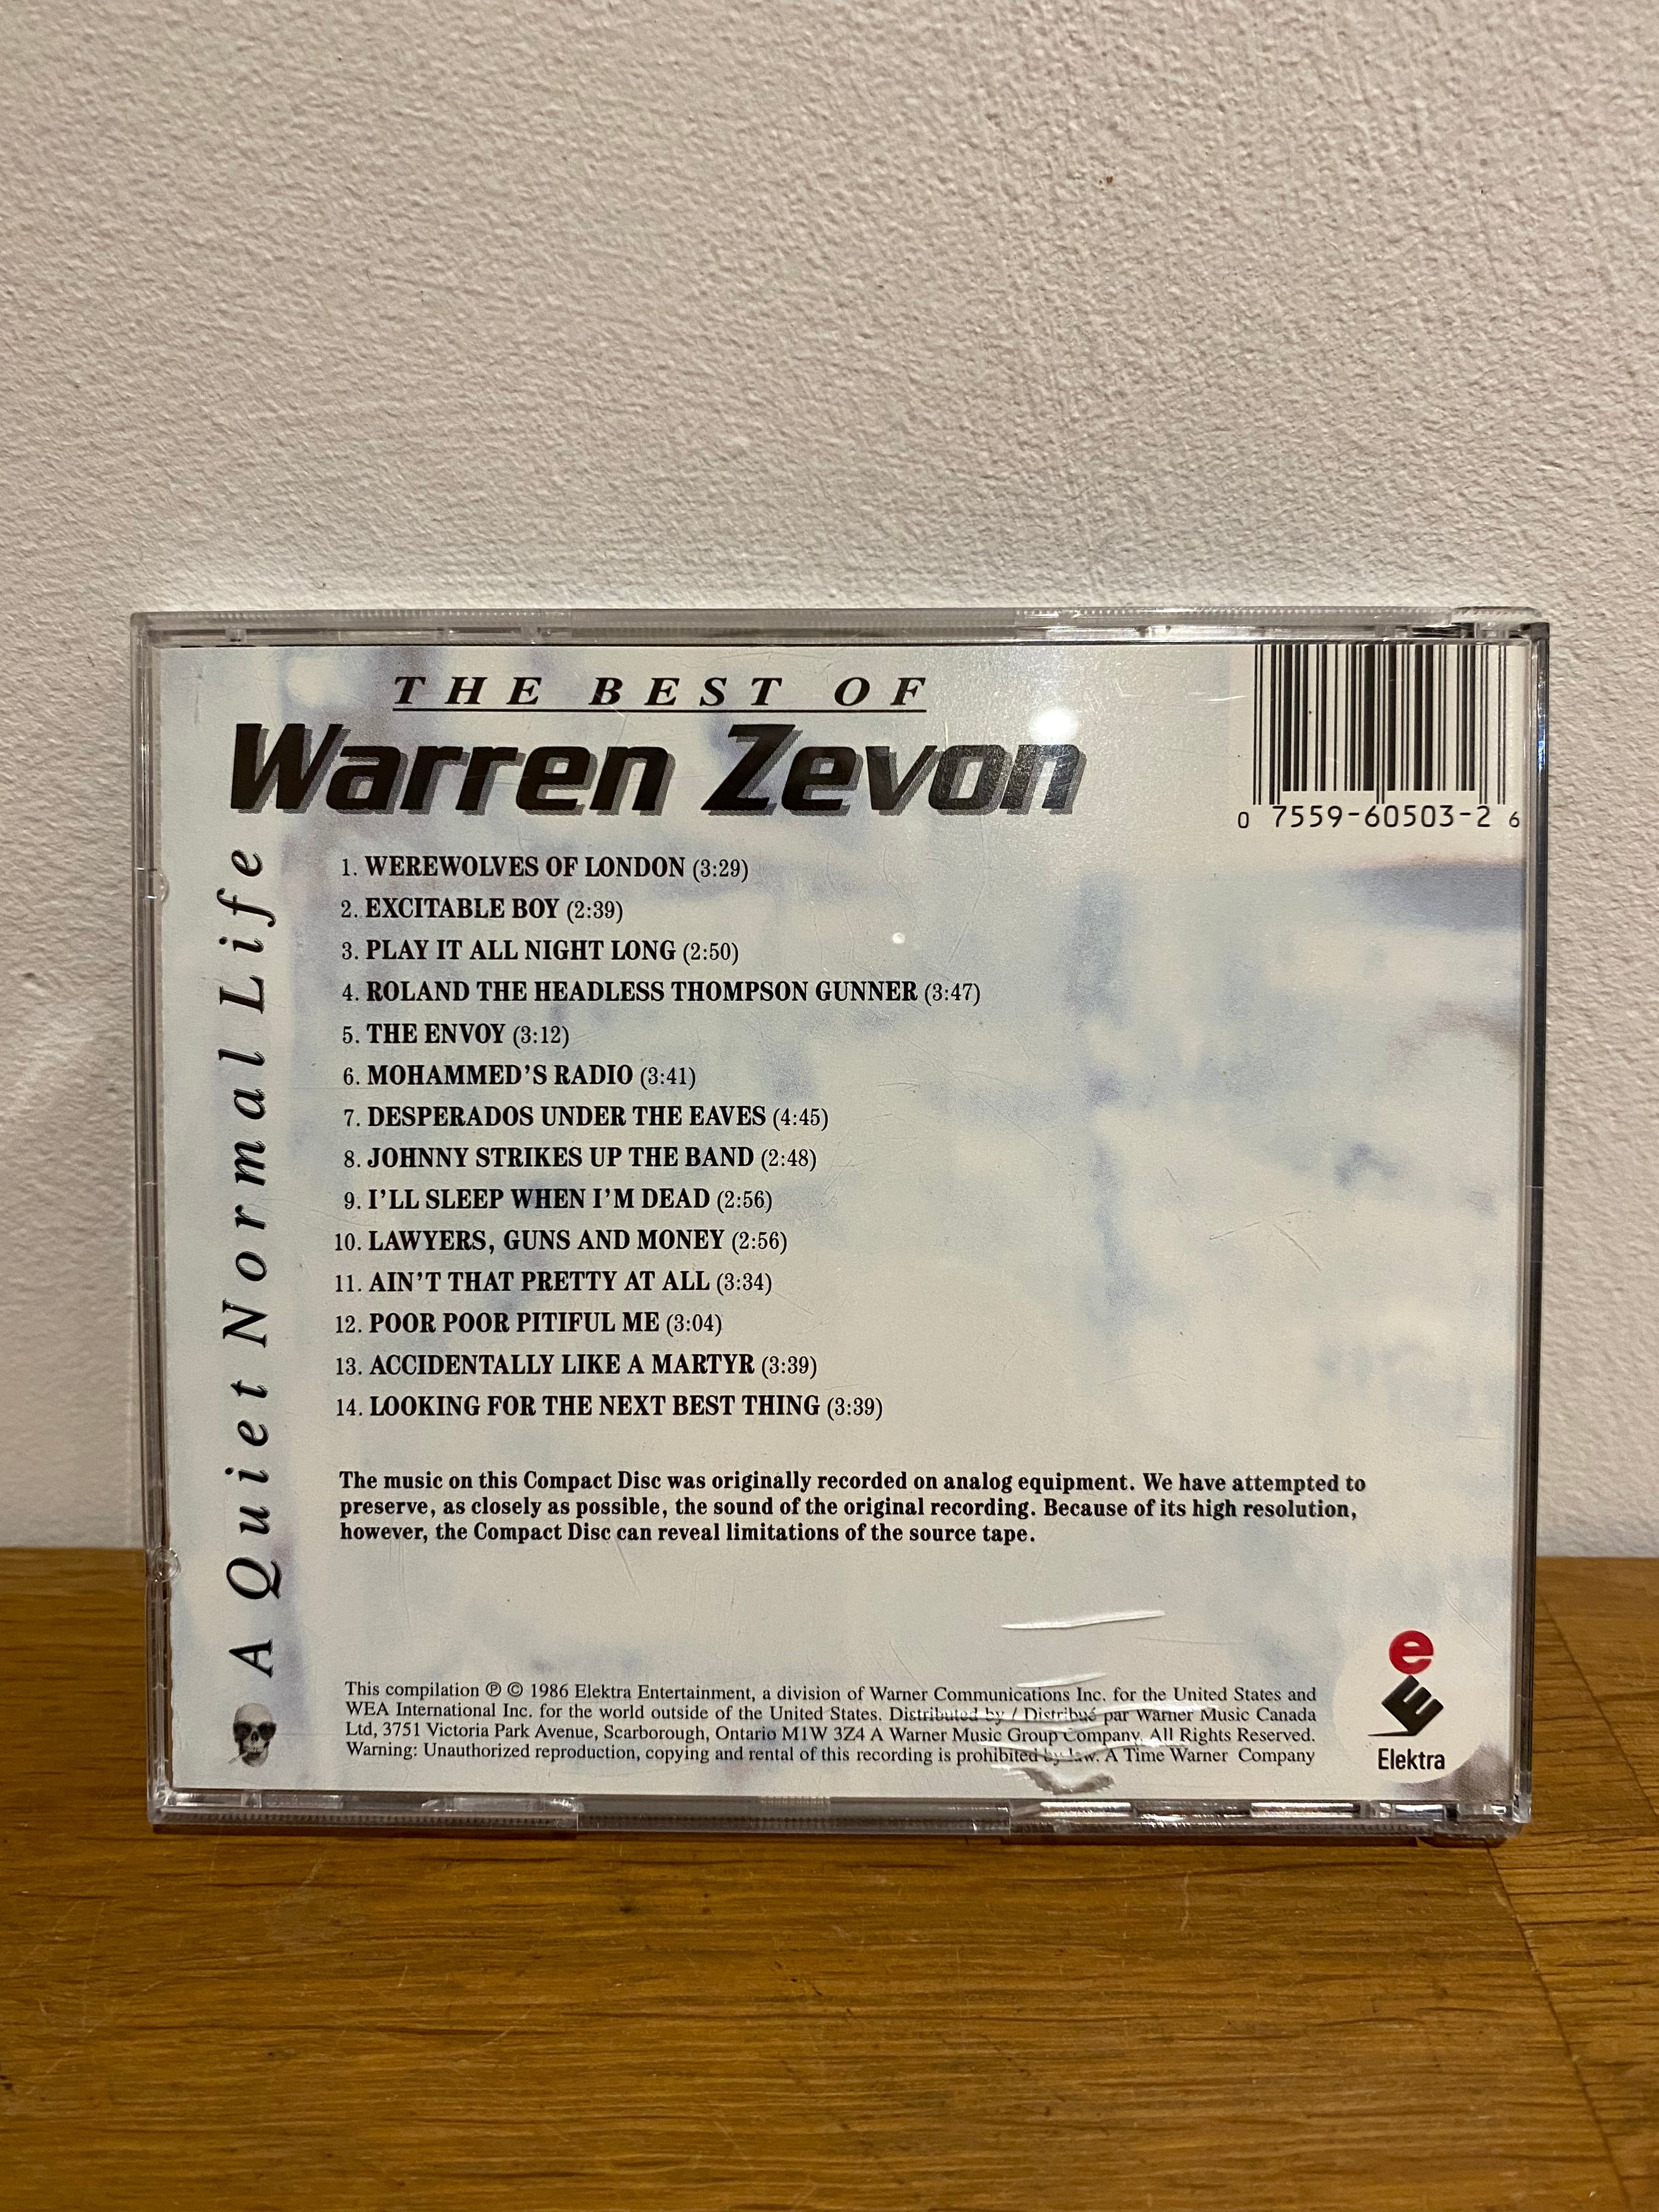 THE BEST OF
Warren Zevon
0 7559-60503-2 6
A Quiet Normal Life
1. WEREWOLVES OF LONDON (3:29)
2. EXCITABLE BOY (2:39)
3. PLAY IT ALL NIGHT LONG (2:50)
4. ROLAND THE HEADLESS THOMPSON GUNNER (3:47)
5. THE ENVOY (3:12)
6. MOHAMMED'S RADIO (3:41)
7. DESPERADOS UNDER THE EAVES (4:45)
8. JOHNNY STRIKES UP THE BAND (2:48)
9. I'LL SLEEP WHEN I'M DEAD (2:56)
10. LAWYERS, GUNS AND MONEY (2:56)
11. AIN'T THAT PRETTY AT ALL (3:34)
12. POOR POOR PITIFUL ME (3:04)
13. ACCIDENTALLY LIKE A MARTYR (3:39)
14. LOOKING FOR THE NEXT BEST THING (3:39)
The music on this Compact Disc was originally recorded on analog equipment. We have attempted to
preserve, as closely as possible, the sound of the original recording. Because of its high resolution,
however, the Compact Disc can reveal limitations of the source tape.
This compilation ℗ © 1986 Elektra Entertainment, a division of Warner Communications Inc. for the United States and
WEA International Inc. for the world outside of the United States. Distributed by / Distribué par Warner Music Canada
Ltd, 3751 Victoria Park Avenue, Scarborough, Ontario M1W 3Z4 A Warner Music Group Company. All Rights Reserved.
Warning: Unauthorized reproduction, copying and rental of this recording is prohibited by law. A Time Warner Company
e
E
Elektra